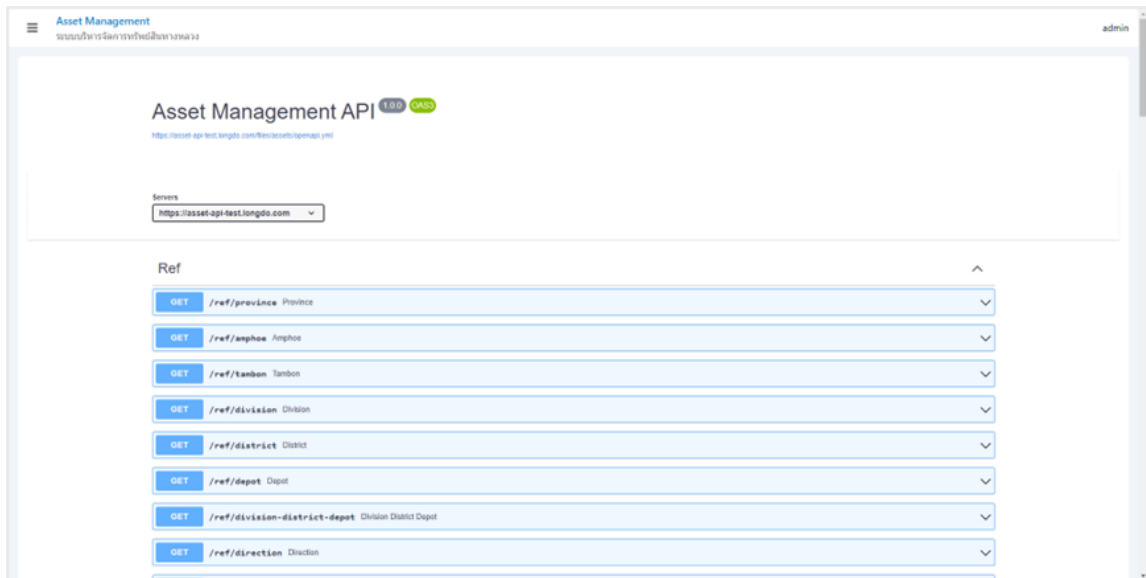 Asset Management
ระบบบริหารจัดการทรัพย์สินทางหลวง
admin
Asset Management API 1.0.0 OAS3
https://asset-api-test.longdo.com/files/assets/openapi.yml
Servers
https://asset-api-test.longdo.com
Ref
GET /ref/province Province
GET /ref/amphoe Amphoe
GET /ref/tambon Tambon
GET /ref/division Division
GET /ref/district District
GET /ref/depot Depot
GET /ref/division-district-depot Division District Depot
GET /ref/direction Direction